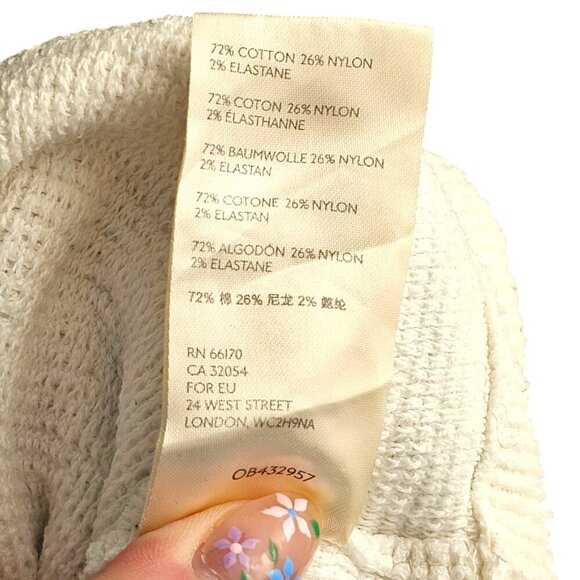 72% COTTON 26% NYLON
2% ELASTANE
72% COTON 26% NYLON
2% ÉLASTHANNE
72% BAUMWOLLE 26% NYLON
2% ELASTAN
72% COTONE 26% NYLON
2% ELASTAN
72% ALGODÓN 26% NYLON
2% ELASTANE
72% 棉 26% 尼龙 2% 氨纶
RN 66170
CA 32054
FOR EU
24 WEST STREET
LONDON, WC2H9NA
OB432957